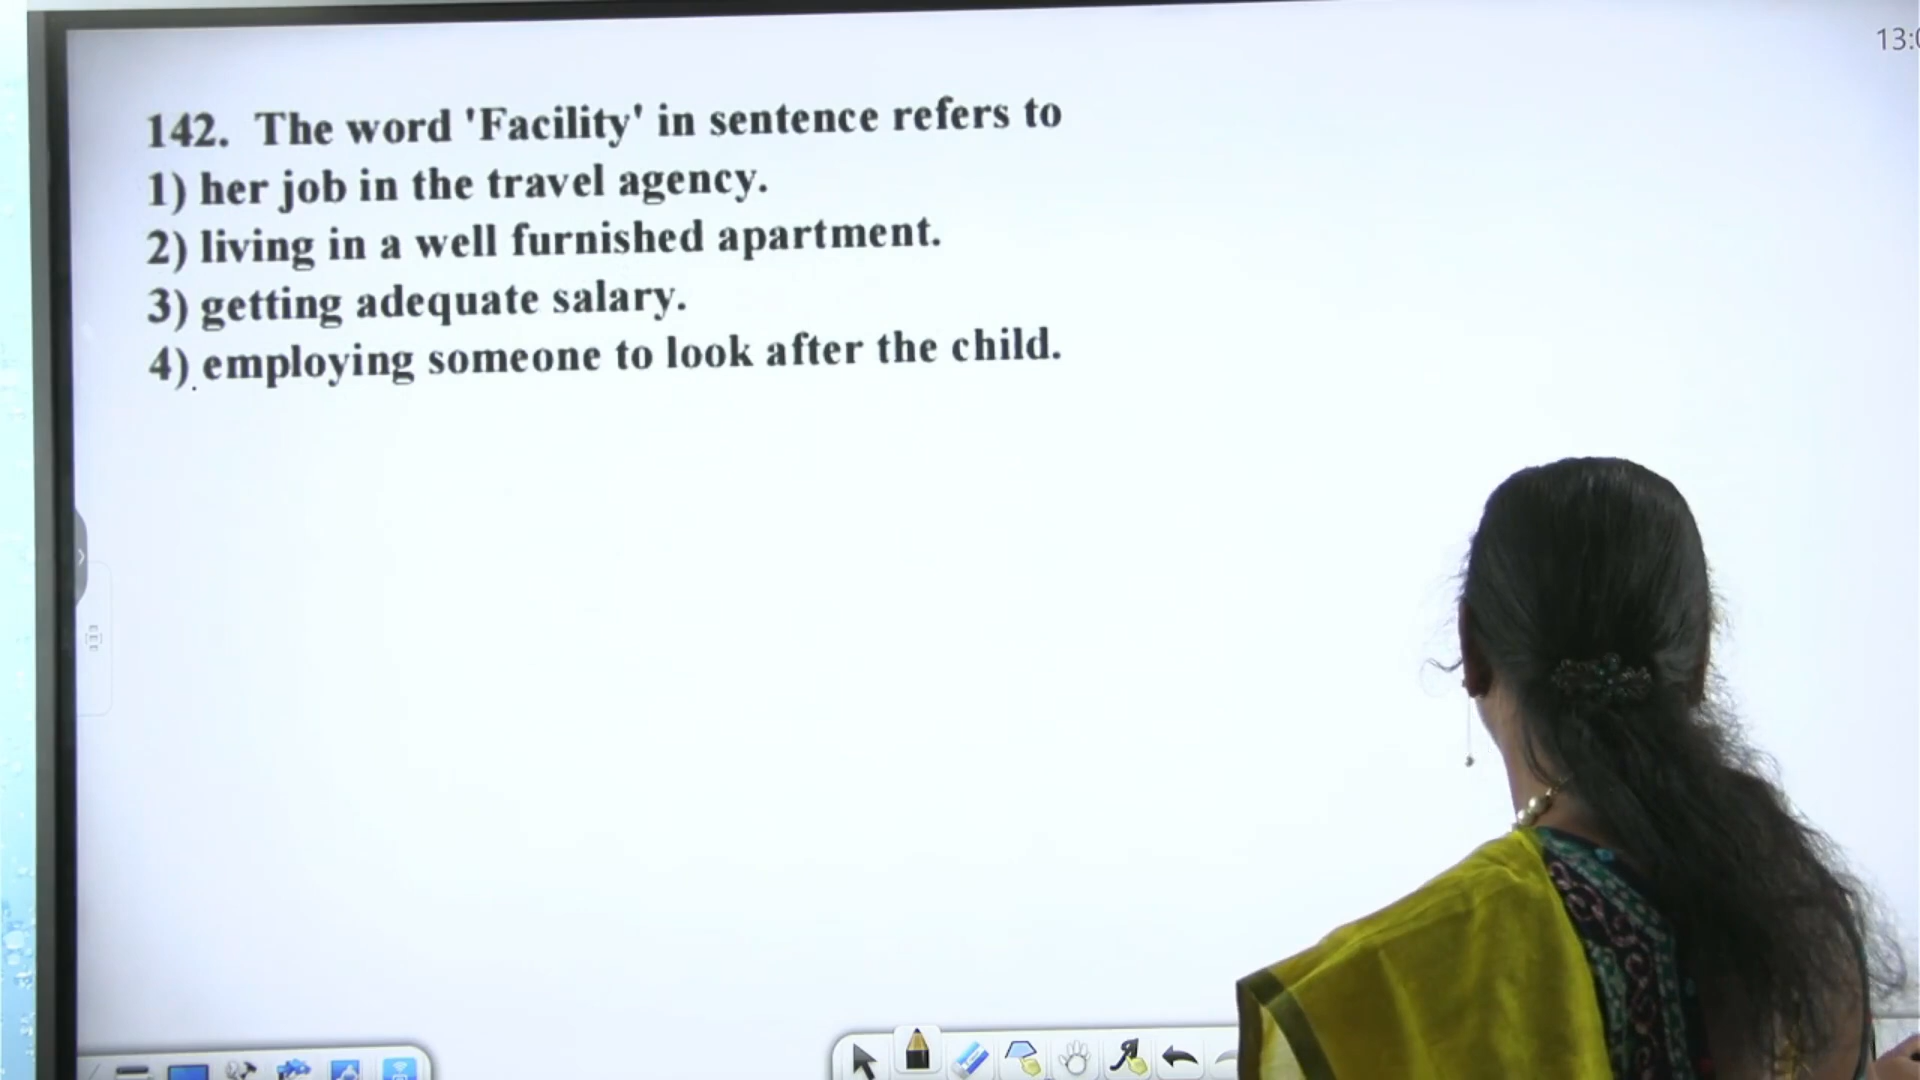 142. The word 'Facility' in sentence refers to
1) her job in the travel agency.
2) living in a well furnished apartment.
3) getting adequate salary.
4) employing someone to look after the child.